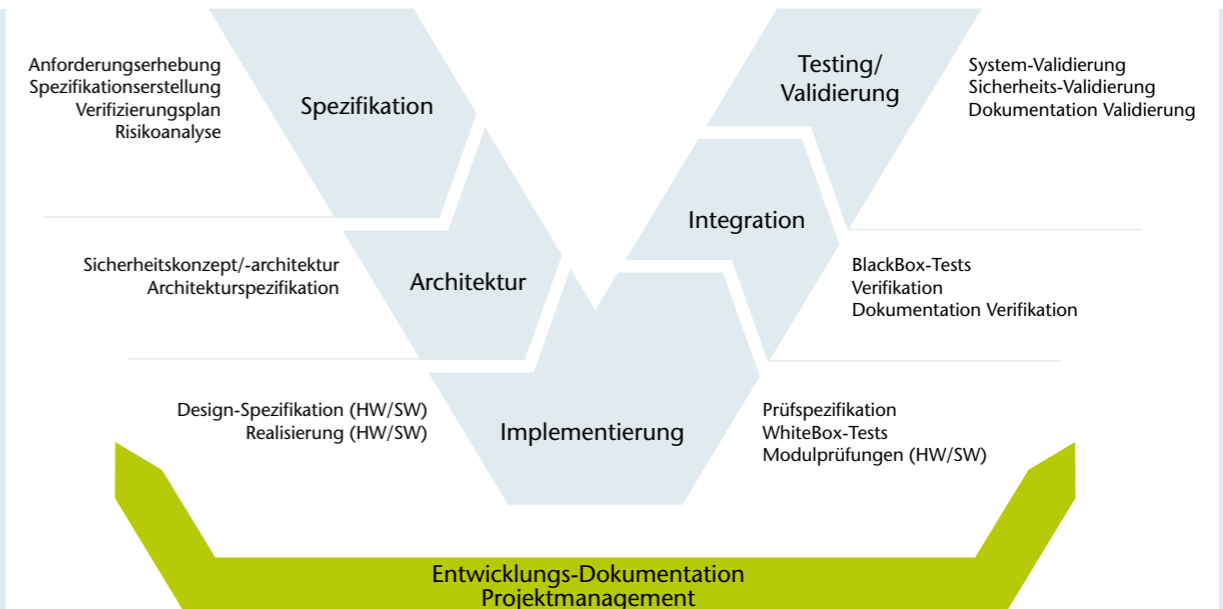 Anforderungserhebung
Spezifikationserstellung
Verifizierungsplan
Risikoanalyse
Spezifikation
Testing/
Validierung
System-Validierung
Sicherheits-Validierung
Dokumentation Validierung
Sicherheitskonzept/-architektur
Architekturspezifikation
Architektur
Integration
BlackBox-Tests
Verifikation
Dokumentation Verifikation
Design-Spezifikation (HW/SW)
Realisierung (HW/SW)
Implementierung
Prüfspezifikation
WhiteBox-Tests
Modulprüfungen (HW/SW)
Entwicklungs-Dokumentation
Projektmanagement